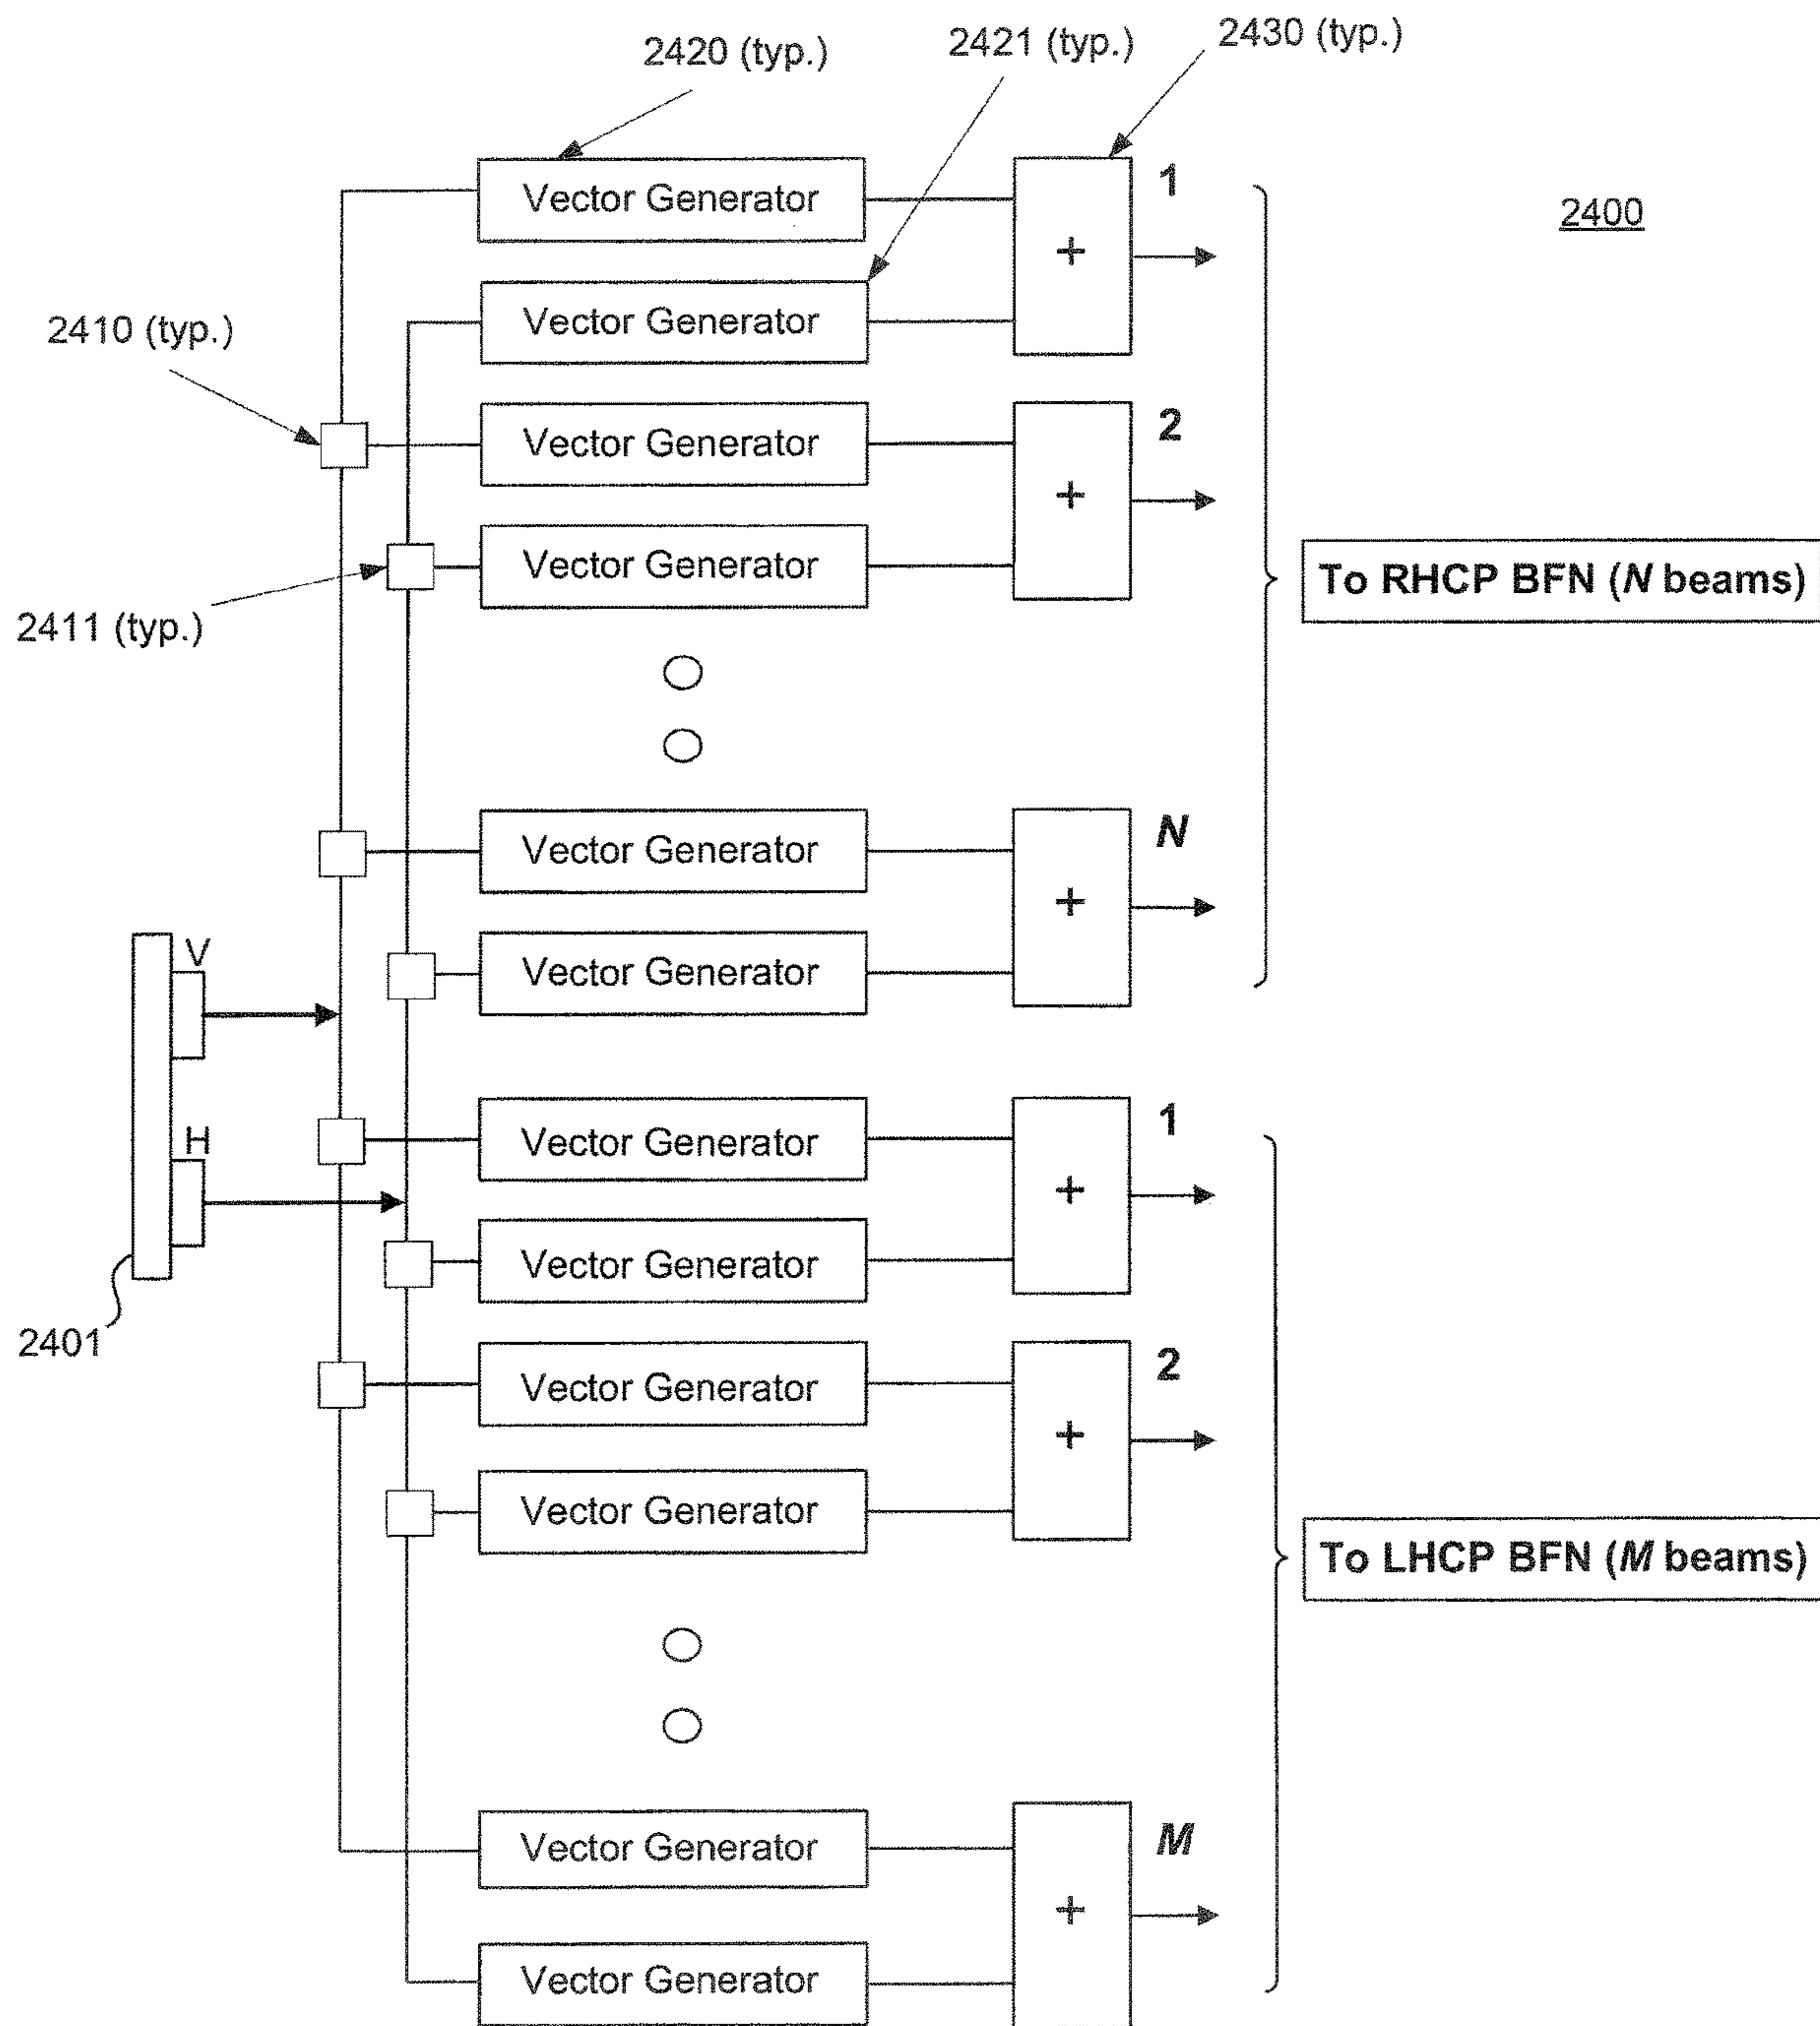 2420 (typ.)
2421 (typ.)
2430 (typ.)
2400
Vector Generator
+
1
Vector Generator
2410 (typ.)
Vector Generator
+
2
Vector Generator
2411 (typ.)
To RHCP BFN (N beams)
Vector Generator
+
N
Vector Generator
V
H
2401
Vector Generator
+
1
Vector Generator
Vector Generator
+
2
Vector Generator
To LHCP BFN (M beams)
Vector Generator
+
M
Vector Generator